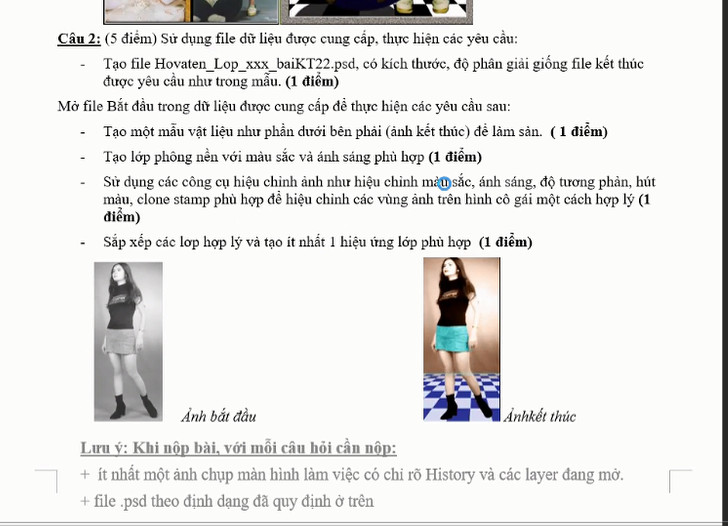 Câu 2: (5 điểm) Sử dụng file dữ liệu được cung cấp, thực hiện các yêu cầu:
- Tạo file Hovaten_Lop_xxx_baiKT22.psd, có kích thước, độ phân giải giống file kết thúc
được yêu cầu như trong mẫu. (1 điểm)
Mở file Bắt đầu trong dữ liệu được cung cấp để thực hiện các yêu cầu sau:
- Tạo một mẫu vật liệu như phần dưới bên phải (ảnh kết thúc) để làm sàn. ( 1 điểm)
- Tạo lớp phông nền với màu sắc và ánh sáng phù hợp (1 điểm)
- Sử dụng các công cụ hiệu chỉnh ảnh như hiệu chỉnh màu sắc, ánh sáng, độ tương phản, hút
màu, clone stamp phù hợp để hiệu chỉnh các vùng ảnh trên hình cô gái một cách hợp lý (1
điểm)
- Sắp xếp các lơp hợp lý và tạo ít nhất 1 hiệu ứng lớp phù hợp (1 điểm)
Ảnh bắt đầu
Ảnhkết thúc
Lưu ý: Khi nộp bài, với mỗi câu hỏi cần nộp:
+ ít nhất một ảnh chụp màn hình làm việc có chỉ rõ History và các layer đang mở.
+ file .psd theo định dạng đã quy định ở trên